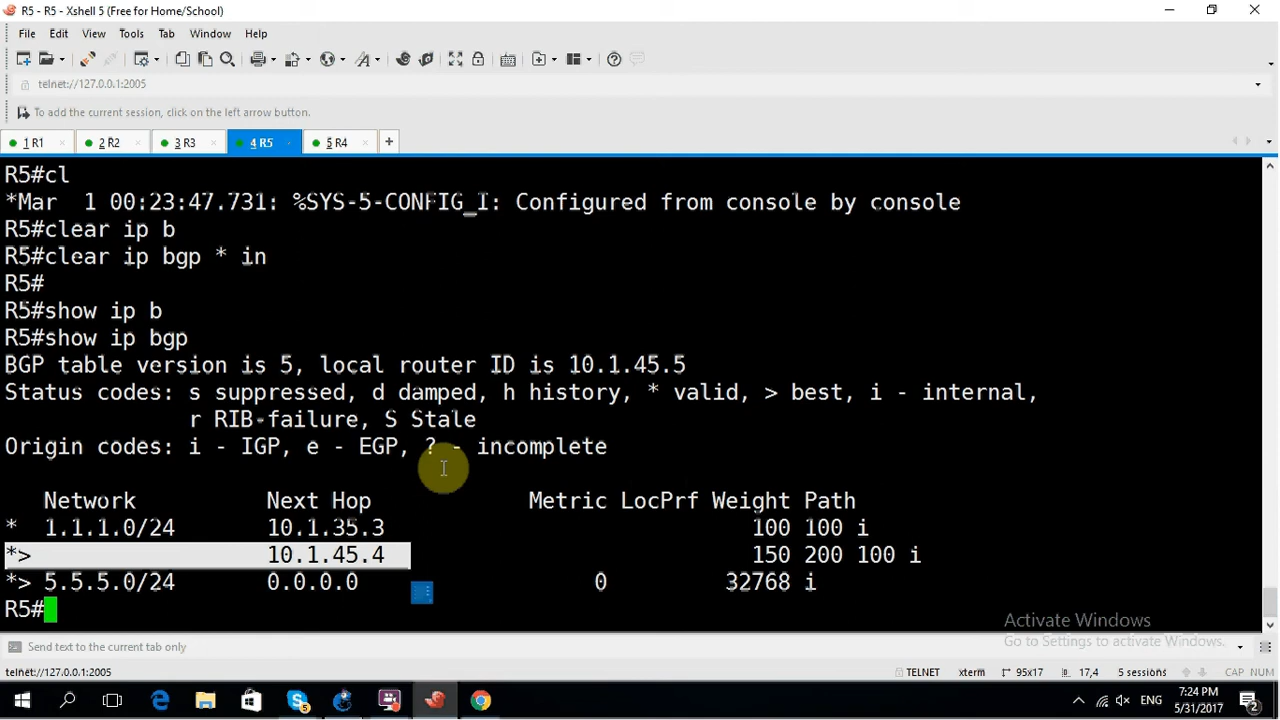 R5 - R5 - Xshell 5 (Free for Home/School)
File Edit View Tools Tab Window Help
telnet://127.0.0.1:2005
To add the current session, click on the left arrow button.
1 R1 2 R2 3 R3 4 R5 5 R4
R5#cl
*Mar  1 00:23:47.731: %SYS-5-CONFIG_I: Configured from console by console
R5#clear ip b
R5#clear ip bgp * in
R5#
R5#show ip b
R5#show ip bgp
BGP table version is 5, local router ID is 10.1.45.5
Status codes: s suppressed, d damped, h history, * valid, > best, i - internal,
r RIB-failure, S Stale
Origin codes: i - IGP, e - EGP, ? - incomplete
Network Next Hop Metric LocPrf Weight Path
* 1.1.1.0/24 10.1.35.3 100 100 i
*> 10.1.45.4 150 200 100 i
*> 5.5.5.0/24 0.0.0.0 0 32768 i
R5#
Activate Windows
Go to Settings to activate Windows.
Send text to the current tab only
telnet://127.0.0.1:2005 TELNET xterm 95x17 17,4 5 sessions CAP NUM
5 ENG 7:24 PM
5/31/2017 2